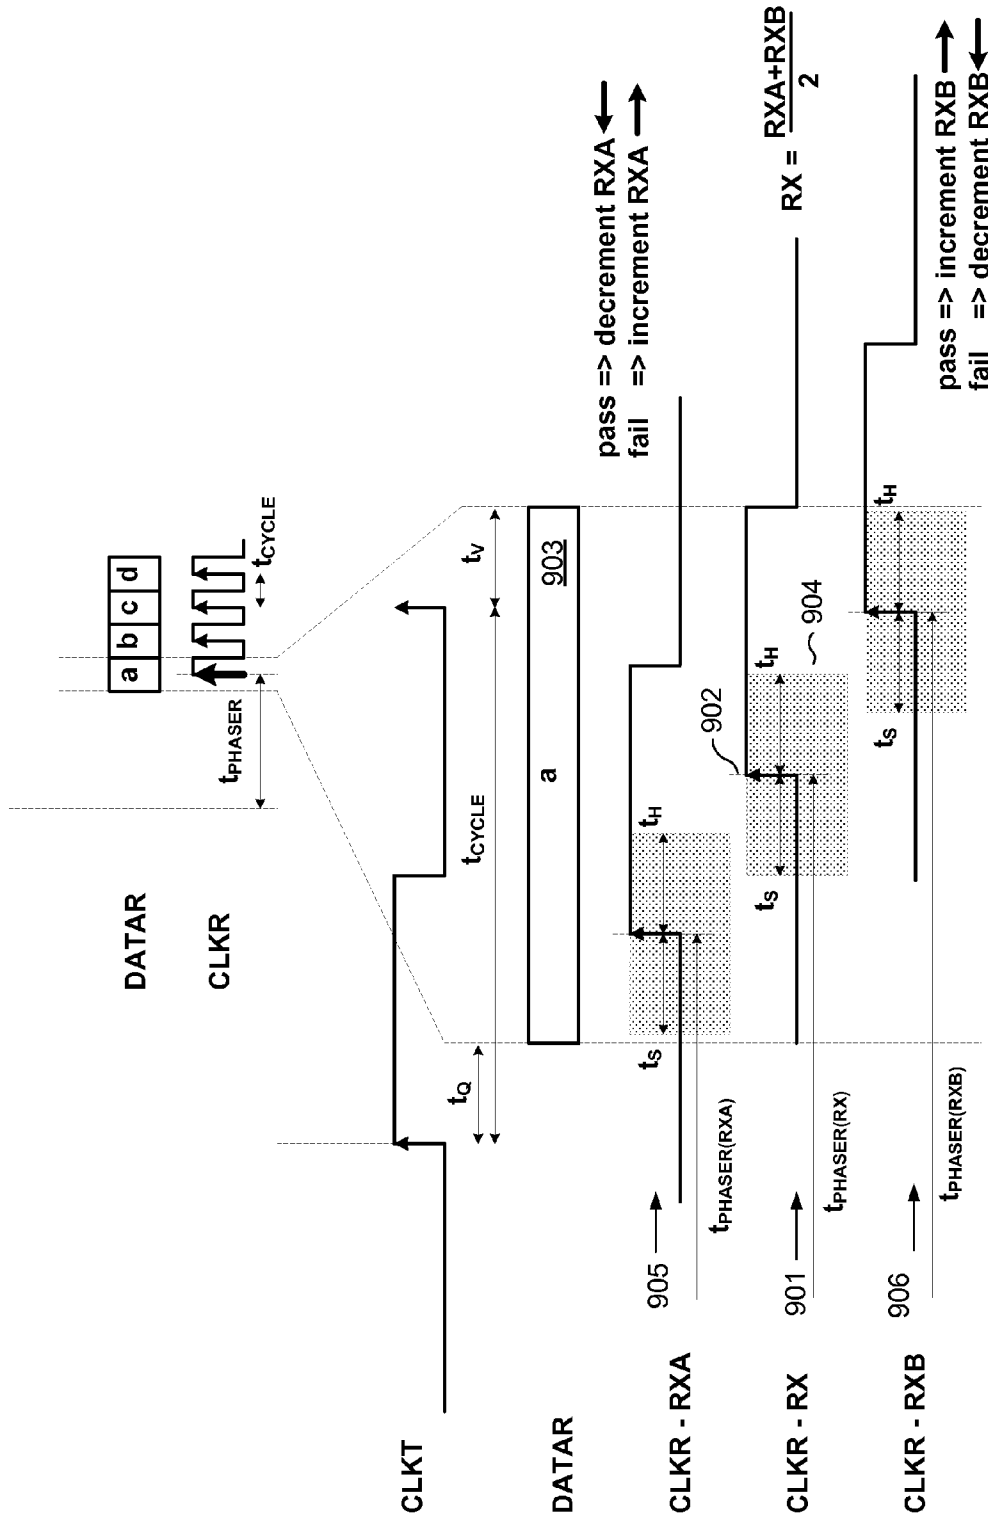 DATAR
a b c d
CLKR
tPHASER
tCYCLE
CLKT
tQ
tCYCLE
tV
DATAR
a
903
CLKR - RXA
905
tPHASER(RXA)
tS
tH
pass => decrement RXA
fail => increment RXA
CLKR - RX
901
tPHASER(RX)
tS
902
tH
904
RX = RXA+RXB
2
CLKR - RXB
906
tPHASER(RXB)
tS
tH
pass => increment RXB
fail => decrement RXB